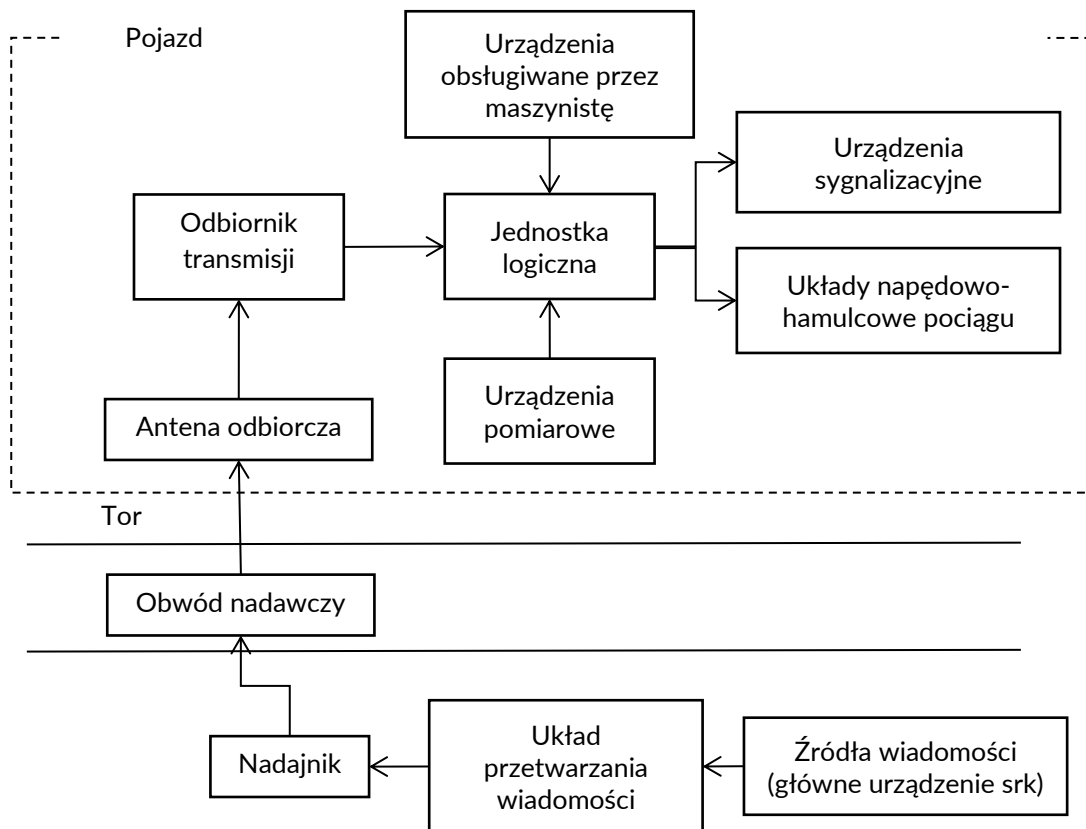 Pojazd
Urządzenia
obsługiwane przez
maszynistę
Urządzenia
sygnalizacyjne
Odbiornik
transmisji
Jednostka
logiczna
Układy napędowo-
hamulcowe pociągu
Urządzenia
pomiarowe
Antena odbiorcza
Tor
Obwód nadawczy
Nadajnik
Układ
przetwarzania
wiadomości
Źródła wiadomości
(główne urządzenie srk)